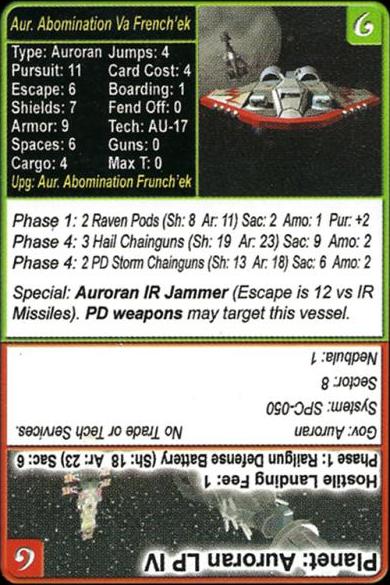 Aur. Abomination Va French'ek
6
Type: Auroran Jumps: 4
Pursuit: 11 Card Cost: 4
Escape: 6 Boarding: 1
Shields: 7 Fend Off: 0
Armor: 9 Tech: AU-17
Spaces: 6 Guns: 0
Cargo: 4 Max T: 0
Upg: Aur. Abomination Frunch'ek
Phase 1: 2 Raven Pods (Sh: 8 Ar: 11) Sac: 2 Amo: 1 Pur: +2
Phase 4: 3 Hail Chainguns (Sh: 19 Ar: 23) Sac: 9 Amo: 2
Phase 4: 2 PD Storm Chainguns (Sh: 13 Ar: 18) Sac: 6 Amo: 2
Special: Auroran IR Jammer (Escape is 12 vs IR
Missiles). PD weapons may target this vessel.
Planet: Auroran LP IV
6
Hostile Landing Fee: 1
Phase 1: Railgun Defense Battery (Sh: 18 Ar: 23) Sac: 6
Gov: Auroran No Trade or Tech Services.
System: SPC-050
Sector: 8
Nedbula: 1